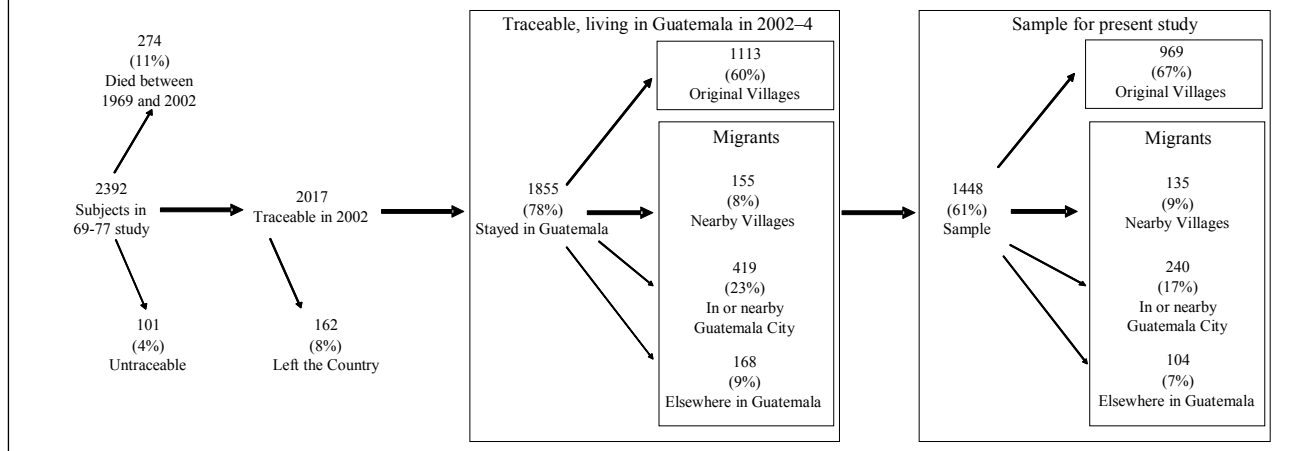 274
(11%)
Died between
1969 and 2002
2392
Subjects in
69-77 study
101
(4%)
Untraceable
2017
Traceable in 2002
162
(8%)
Left the Country
Traceable, living in Guatemala in 2002–4
1855
(78%)
Stayed in Guatemala
1113
(60%)
Original Villages
Migrants
155
(8%)
Nearby Villages
419
(23%)
In or nearby
Guatemala City
168
(9%)
Elsewhere in Guatemala
Sample for present study
1448
(61%)
Sample
969
(67%)
Original Villages
Migrants
135
(9%)
Nearby Villages
240
(17%)
In or nearby
Guatemala City
104
(7%)
Elsewhere in Guatemala